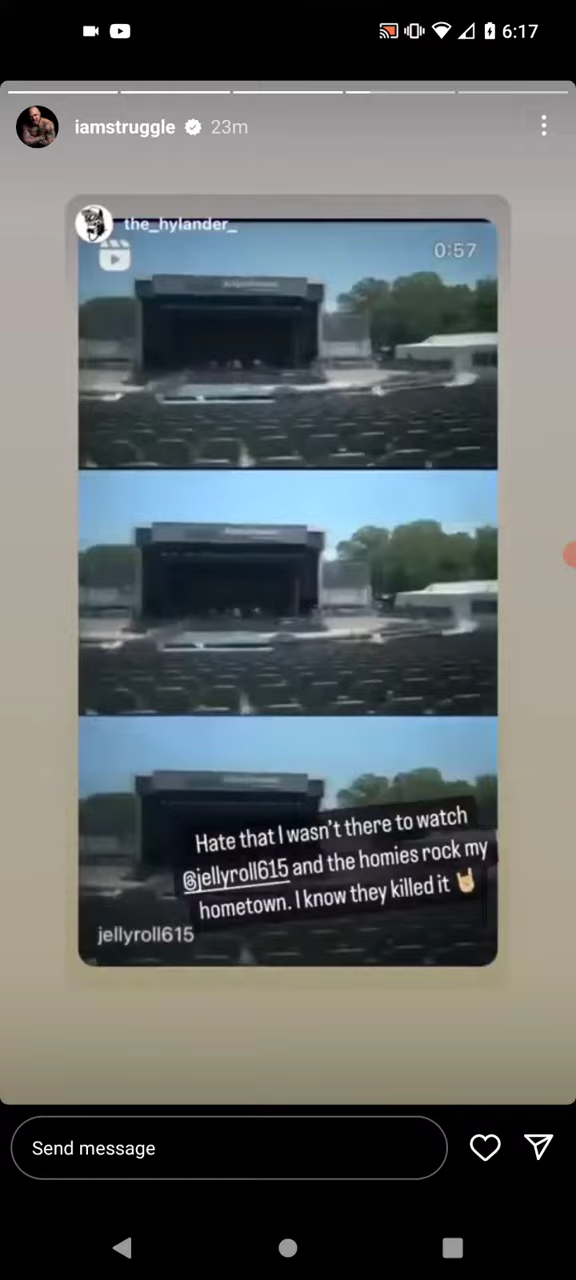 6:17
iamstruggle 23m
the_hylander_
0:57
Hate that I wasn't there to watch
@jellyroll615 and the homies rock my
hometown. I know they killed it 🤘🏻
jellyroll615
Send message